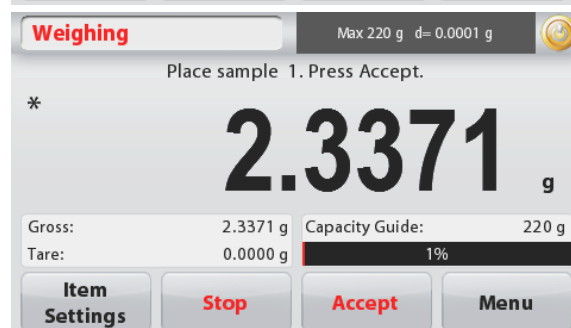 Weighing
Max 220 g d= 0.0001 g
Place sample 1. Press Accept.
*
2.3371 g
Gross: 2.3371 g Capacity Guide: 220 g
Tare: 0.0000 g 1%
Item
Settings
Stop
Accept
Menu